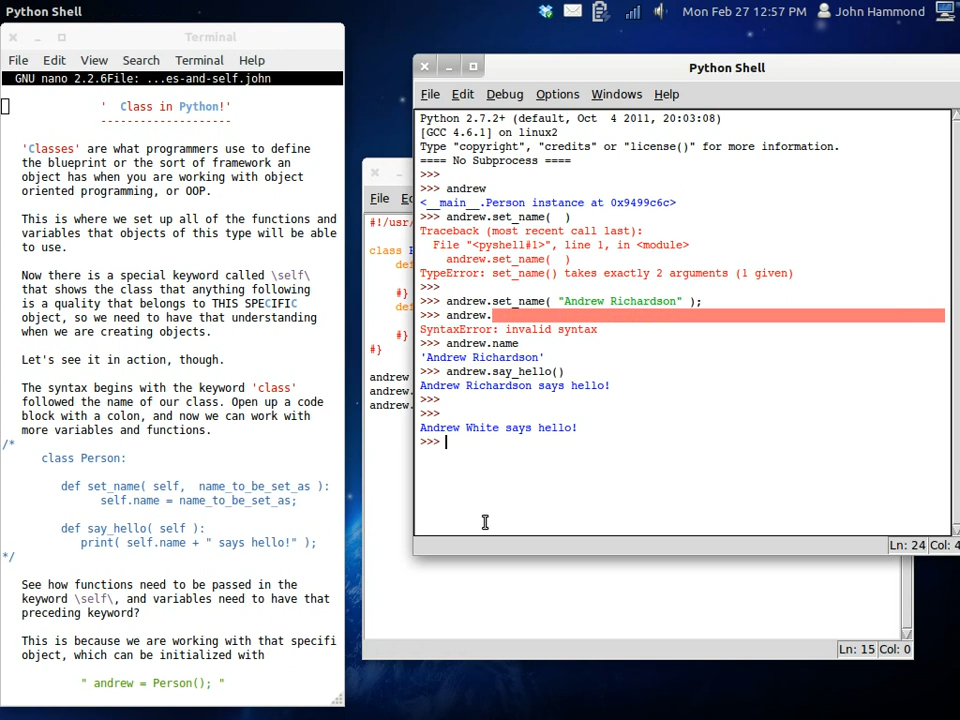 Python Shell
Mon Feb 27 12:57 PM John Hammond
Terminal
File Edit View Search Terminal Help
GNU nano 2.2.6File: ...es-and-self.john
' Class in Python!'
-------------------
'Classes' are what programmers use to define
the blueprint or the sort of framework an
object has when you are working with object
oriented programming, or OOP.
This is where we set up all of the functions and
variables that objects of this type will be able
to use.
Now there is a special keyword called \self\
that shows the class that anything following
is a quality that belongs to THIS SPECIFIC
object, so we need to have that understanding
when we are creating objects.
Let's see it in action, though.
The syntax begins with the keyword 'class'
followed the name of our class. Open up a code
block with a colon, and now we can work with
more variables and functions.
/*
class Person:
def set_name( self,  name_to_be_set_as ):
self.name = name_to_be_set_as;
def say_hello( self ):
print( self.name + " says hello!" );
*/
See how functions need to be passed in the
keyword \self\, and variables need to have that
preceding keyword?
This is because we are working with that specifi
object, which can be initialized with
" andrew = Person(); "
File Ed
#!/usr/
class P
de
#}
de
#}
#}
andrew
andrew.
andrew.
Ln: 15 Col: 0
Python Shell
File Edit Debug Options Windows Help
Python 2.7.2+ (default, Oct  4 2011, 20:03:08)
[GCC 4.6.1] on linux2
Type "copyright", "credits" or "license()" for more information.
==== No Subprocess ====
>>>
>>> andrew
<__main__.Person instance at 0x9499c6c>
>>> andrew.set_name(  )
Traceback (most recent call last):
File "<pyshell#1>", line 1, in <module>
andrew.set_name(  )
TypeError: set_name() takes exactly 2 arguments (1 given)
>>>
>>> andrew.set_name( "Andrew Richardson" );
>>> andrew.
SyntaxError: invalid syntax
>>> andrew.name
'Andrew Richardson'
>>> andrew.say_hello()
Andrew Richardson says hello!
>>>
>>>
Andrew White says hello!
>>>
Ln: 24 Col: 4